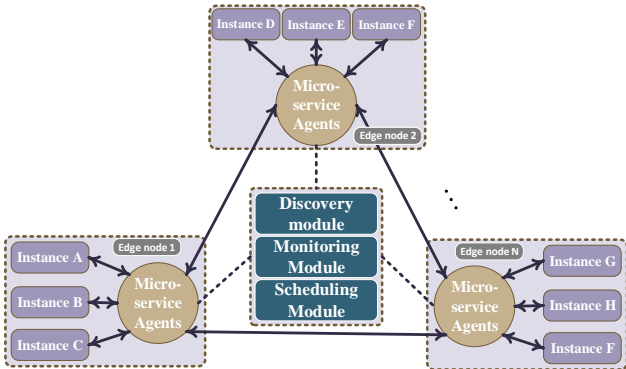 Instance D
Instance E
Instance F
Micro-
service
Agents
Edge node 2
Discovery
module
Monitoring
Module
Scheduling
Module
Edge node 1
Instance A
Instance B
Instance C
Micro-
service
Agents
Edge node N
Micro-
service
Agents
Instance G
Instance H
Instance F